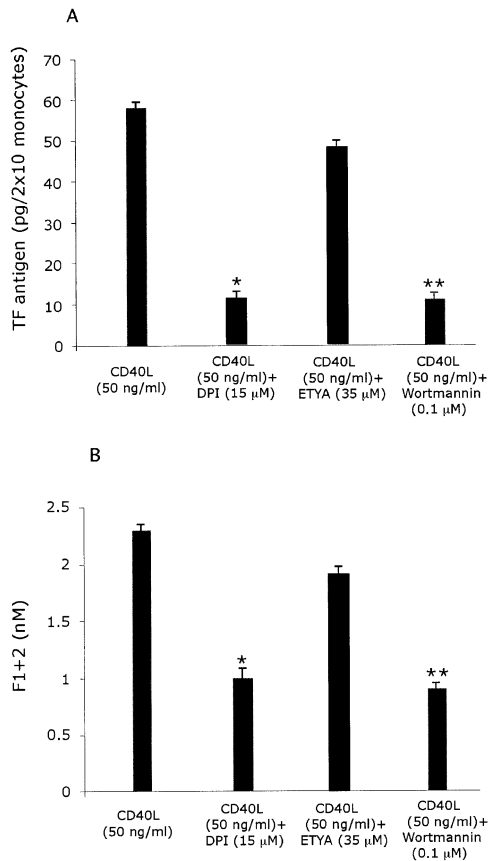 A
TF antigen (pg/2x10 monocytes)
70
60
50
40
30
20
10
0
*
**
CD40L
(50 ng/ml)
CD40L
(50 ng/ml)+
DPI (15 μM)
CD40L
(50 ng/ml)+
ETYA (35 μM)
CD40L
(50 ng/ml)+
Wortmannin
(0.1 μM)
B
F1+2 (nM)
2.5
2
1.5
1
0.5
0
*
**
CD40L
(50 ng/ml)
CD40L
(50 ng/ml)+
DPI (15 μM)
CD40L
(50 ng/ml)+
ETYA (35 μM)
CD40L
(50 ng/ml)+
Wortmannin
(0.1 μM)